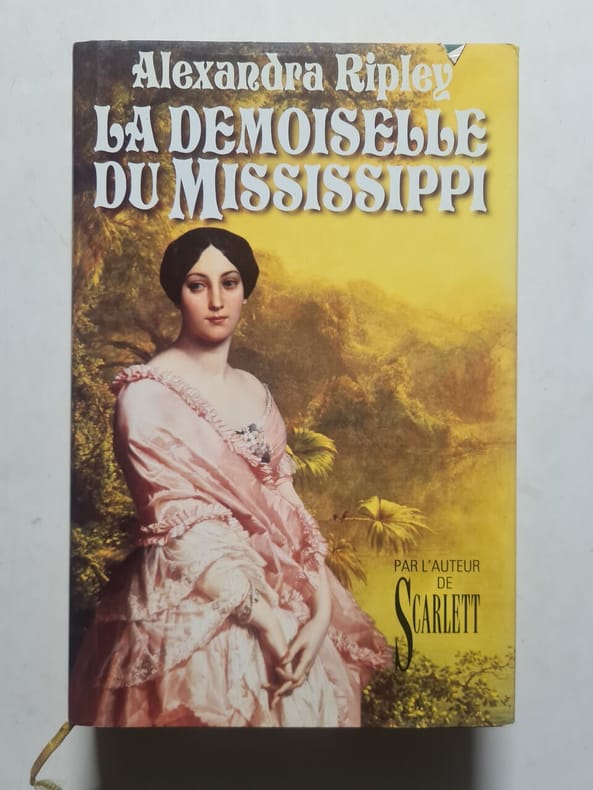 Alexandra Ripley
LA DEMOISELLE
DU MISSISSIPPI
PAR L'AUTEUR
DE
SCARLETT